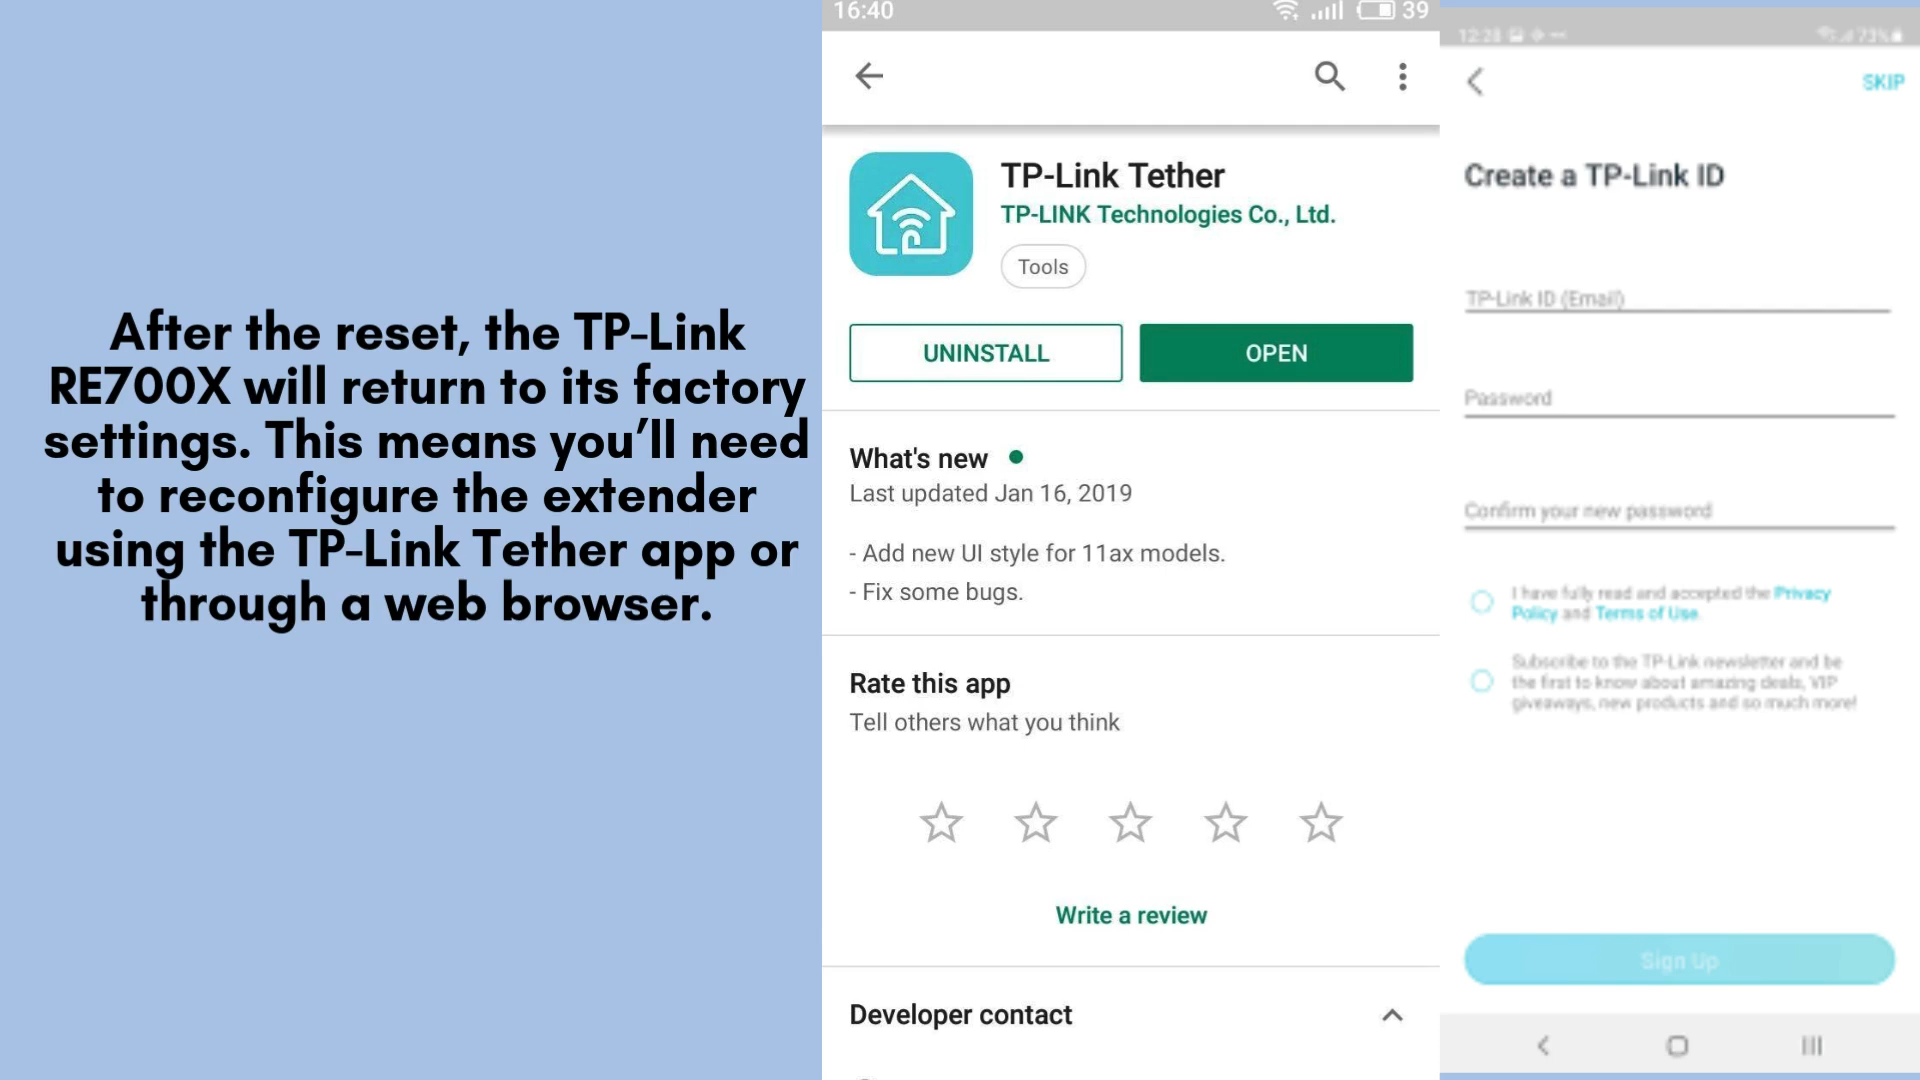 After the reset, the TP-Link
RE700X will return to its factory
settings. This means you’ll need
to reconfigure the extender
using the TP-Link Tether app or
through a web browser.
16:40
39
TP-Link Tether
TP-LINK Technologies Co., Ltd.
Tools
UNINSTALL
OPEN
What's new
Last updated Jan 16, 2019
- Add new UI style for 11ax models.
- Fix some bugs.
Rate this app
Tell others what you think
Write a review
Developer contact
12:28
73%
SKIP
Create a TP-Link ID
TP-Link ID (Email)
Password
Confirm your new password
I have fully read and accepted the Privacy
Policy and Terms of Use.
Subscribe to the TP-Link newsletter and be
the first to know about amazing deals, VIP
giveaways, new products and so much more!
Sign Up